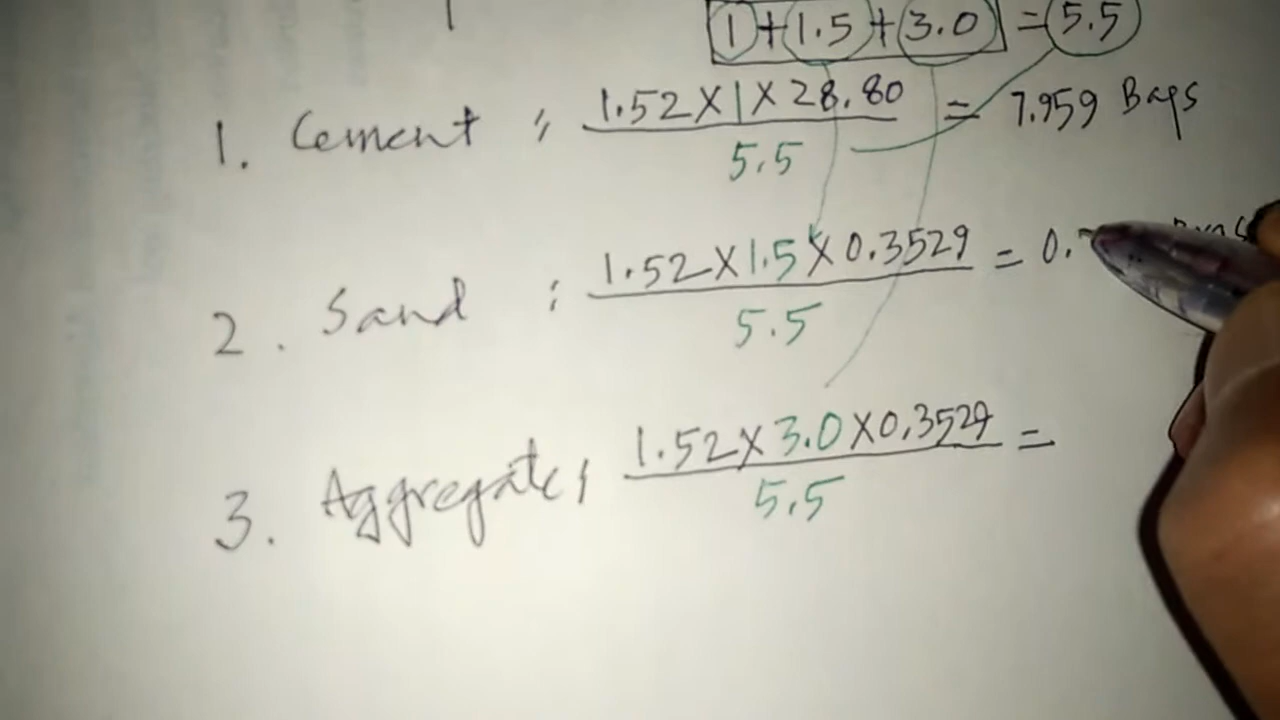 1 + 1.5 + 3.0 = 5.5
1. Cement ; 1.52 X 1 X 28.80 = 7.959 Bags
5.5
2. Sand : 1.52 X 1.5 X 0.3529 = 0.
5.5
3. Aggregate ; 1.52 X 3.0 X 0.3529 =
5.5